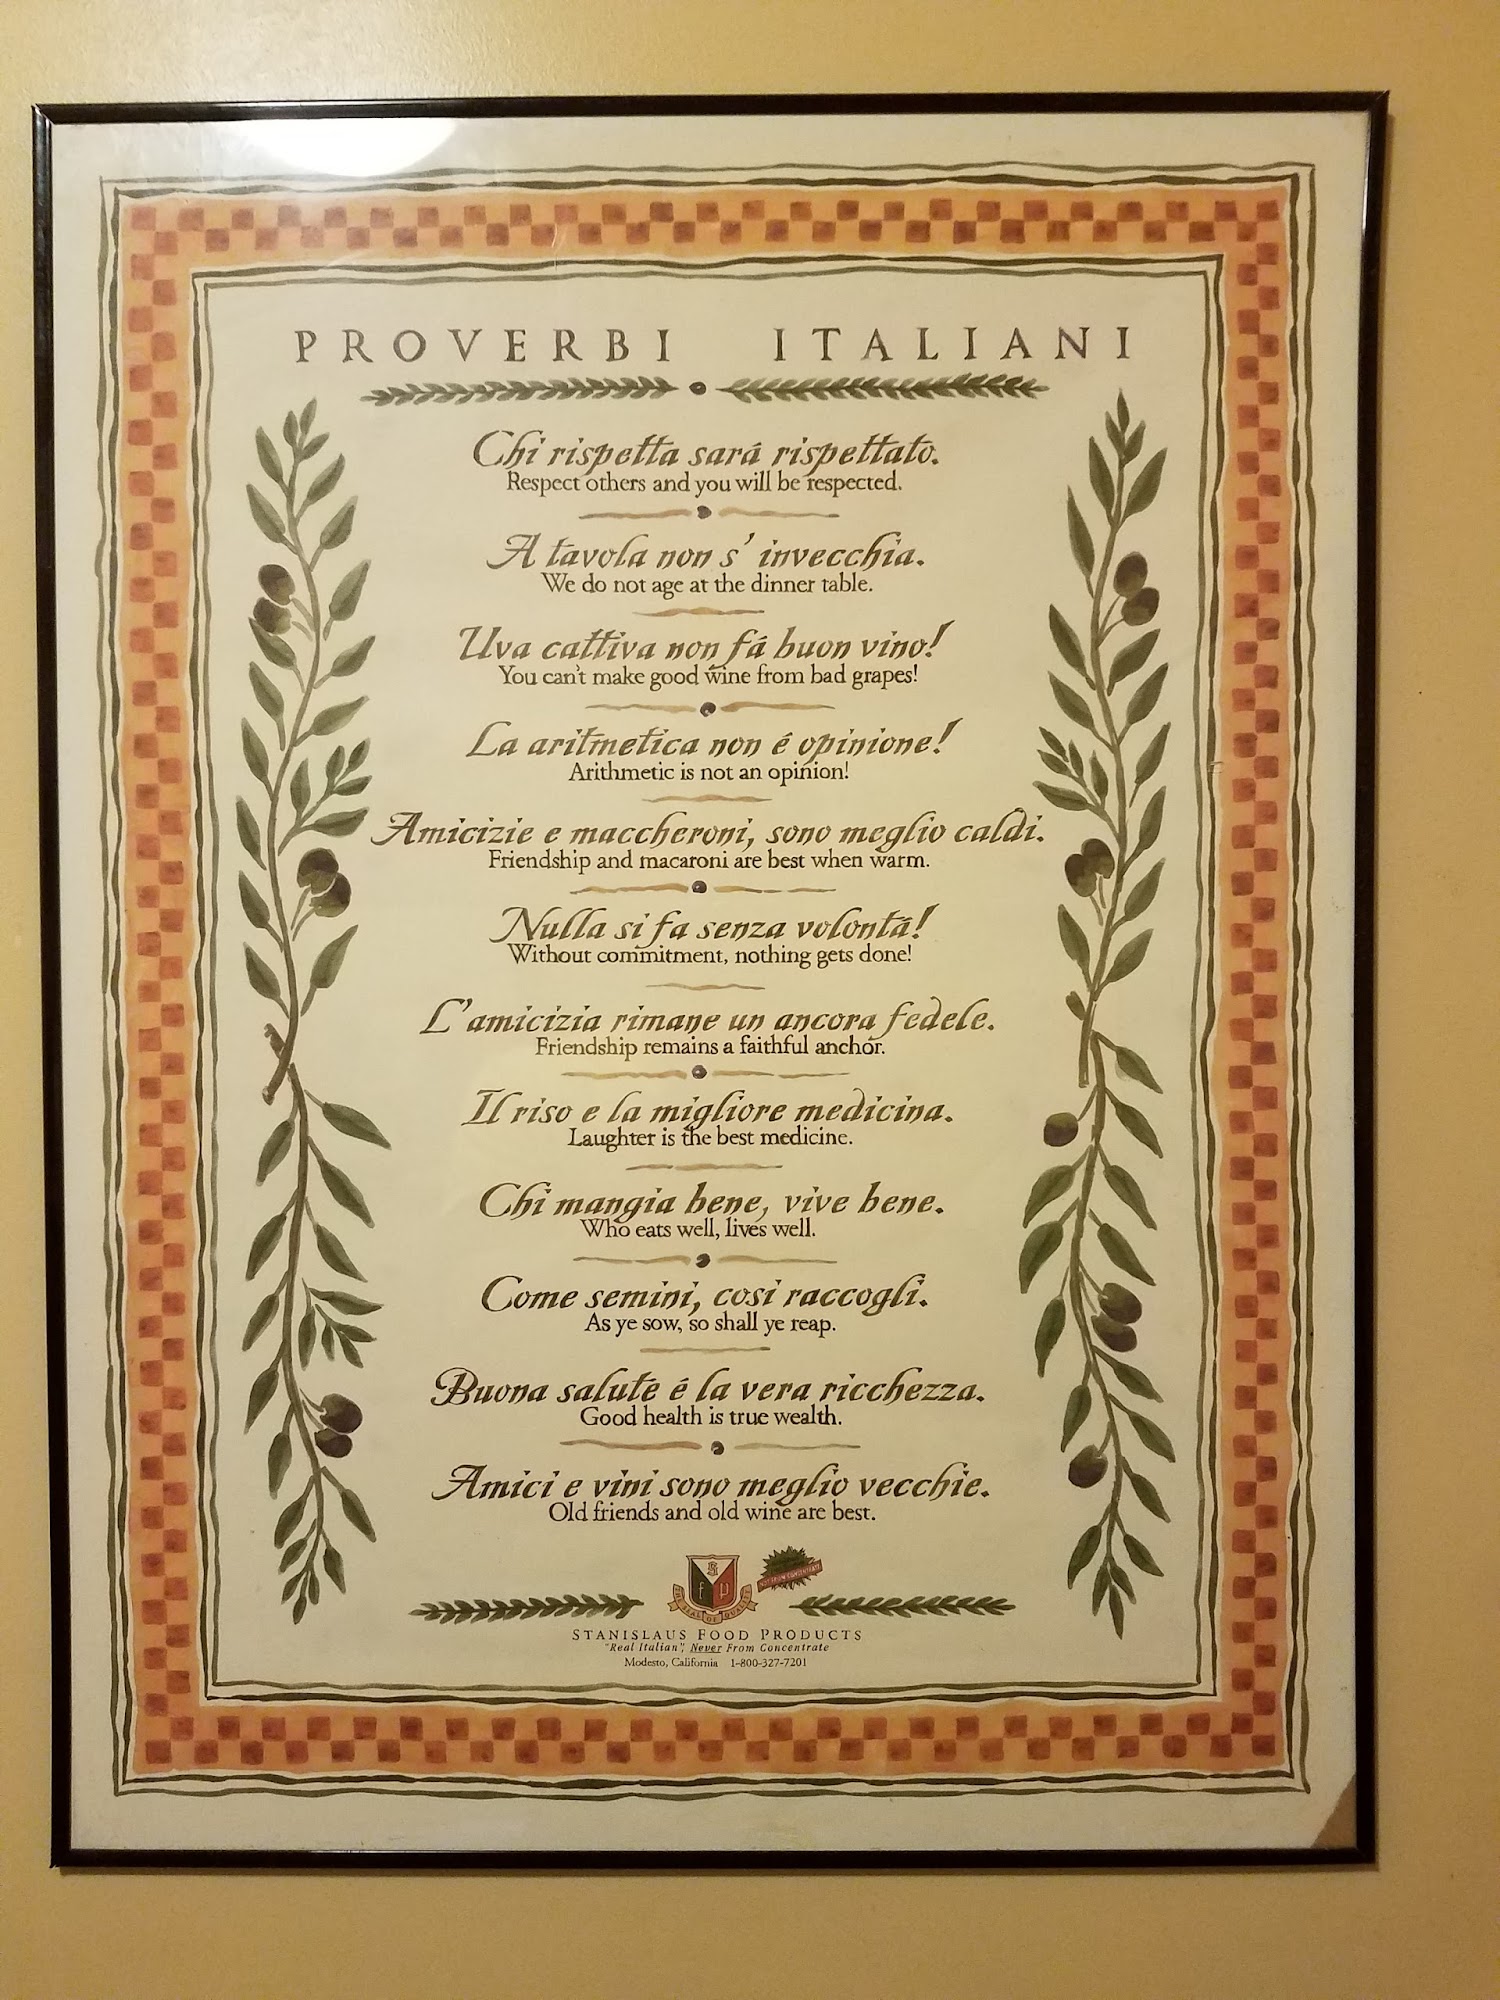 PROVERBI ITALIANI
Chi rispetta sará rispettato.
Respect others and you will be respected.
A tavola non s' invecchia.
We do not age at the dinner table.
Uva cattiva non fá buon vino!
You can't make good wine from bad grapes!
La aritmetica non é opinione!
Arithmetic is not an opinion!
Amicizie e maccheroni, sono meglio caldi.
Friendship and macaroni are best when warm.
Nulla si fa senza volontá!
Without commitment, nothing gets done!
L'amicizia rimane un ancora fedele.
Friendship remains a faithful anchor.
Il riso e la migliore medicina.
Laughter is the best medicine.
Chi mangia bene, vive bene.
Who eats well, lives well.
Come semini, cosi raccogli.
As ye sow, so shall ye reap.
Buona salute é la vera ricchezza.
Good health is true wealth.
Amici e vini sono meglio vecchie.
Old friends and old wine are best.
S
f P
THE SEAL OF QUALITY
STANISLAUS FOOD PRODUCTS
"Real Italian", Never From Concentrate
Modesto, California 1-800-327-7201